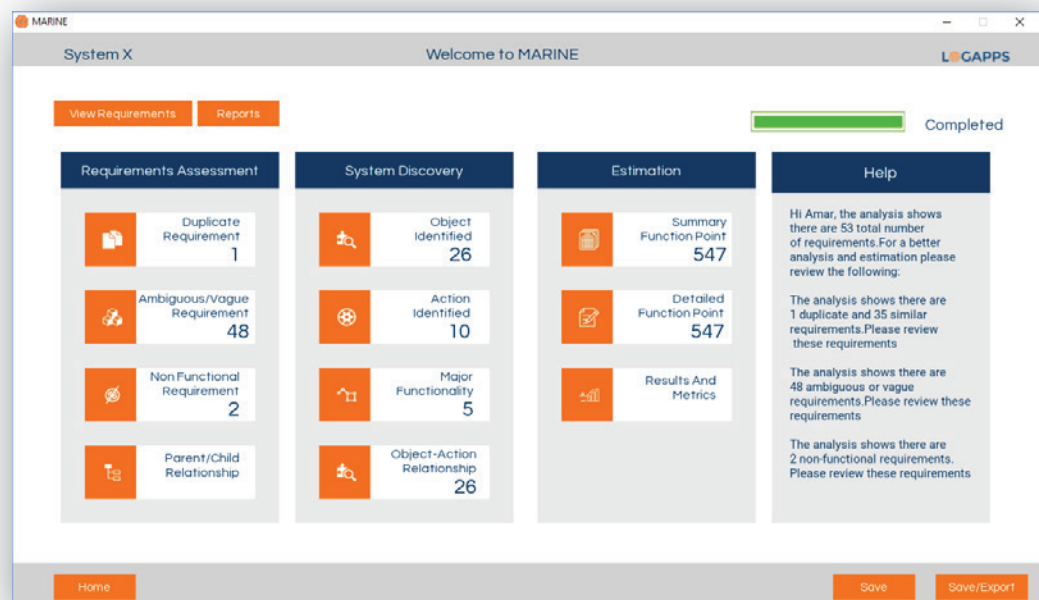 MARINE
System X
Welcome to MARINE
LOGAPPS
View Requirements
Reports
Completed
Requirements Assessment
Duplicate
Requirement
1
Ambiguous/Vague
Requirement
48
Non Functional
Requirement
2
Parent/Child
Relationship
System Discovery
Object
Identified
26
Action
Identified
10
Major
Functionality
5
Object-Action
Relationship
26
Estimation
Summary
Function Point
547
Detailed
Function Point
547
Results And
Metrics
Help
Hi Amar, the analysis shows
there are 53 total number
of requirements.For a better
analysis and estimation please
review the following:
The analysis shows there are
1 duplicate and 35 similar
requirements.Please review
these requirements
The analysis shows there are
48 ambiguous or vague
requirements.Please review these
requirements
The analysis shows there are
2 non-functional requirements.
Please review these requirements
Home
Save
Save/Export